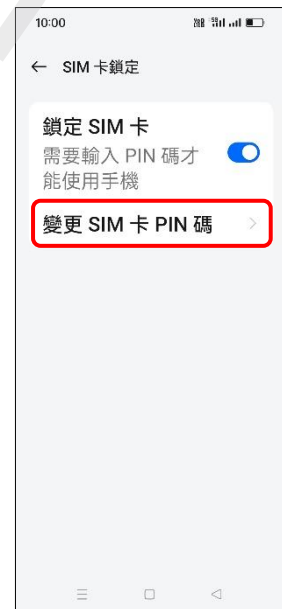 10:00
← SIM 卡鎖定
鎖定 SIM 卡
需要輸入 PIN 碼才
能使用手機
變更 SIM 卡 PIN 碼